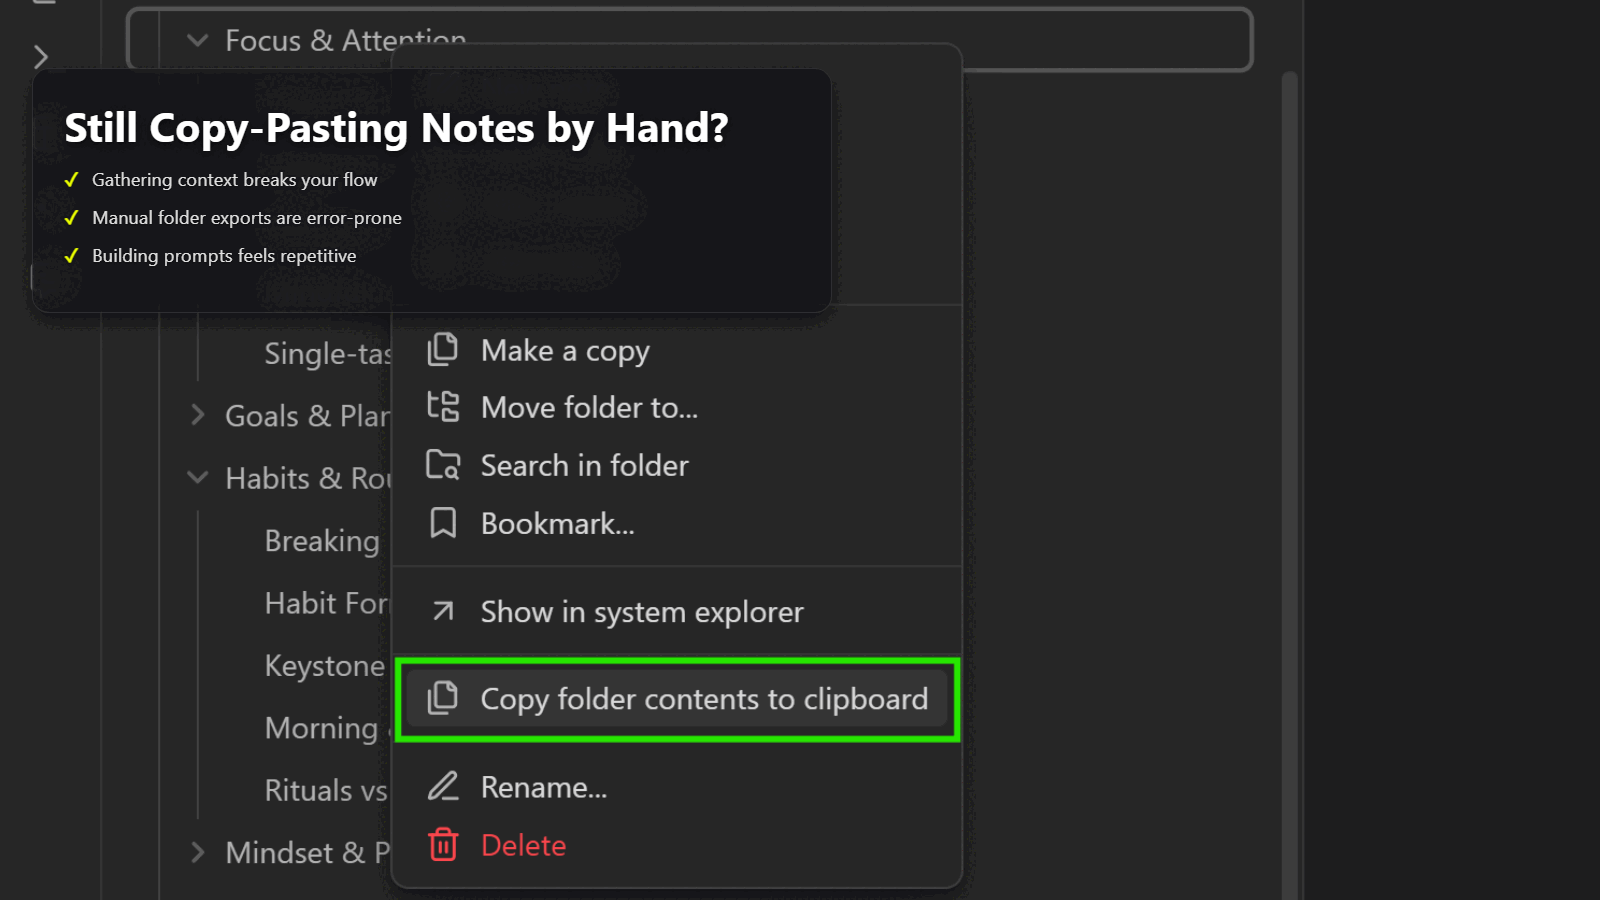 Focus & Attention
Still Copy-Pasting Notes by Hand?
✓ Gathering context breaks your flow
✓ Manual folder exports are error-prone
✓ Building prompts feels repetitive
Single-tas
Make a copy
Goals & Plan
Move folder to...
Habits & Rou
Search in folder
Bookmark...
Breaking
Habit For
Show in system explorer
Keystone
Copy folder contents to clipboard
Morning
Rituals vs
Rename...
Mindset & P
Delete